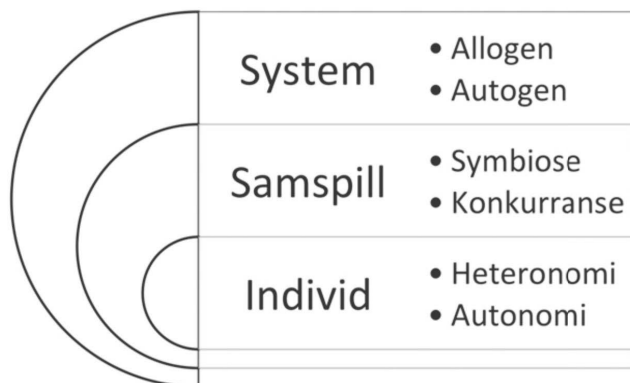 System
• Allogen
• Autogen
Samspill
• Symbiose
• Konkurranse
Individ
• Heteronomi
• Autonomi